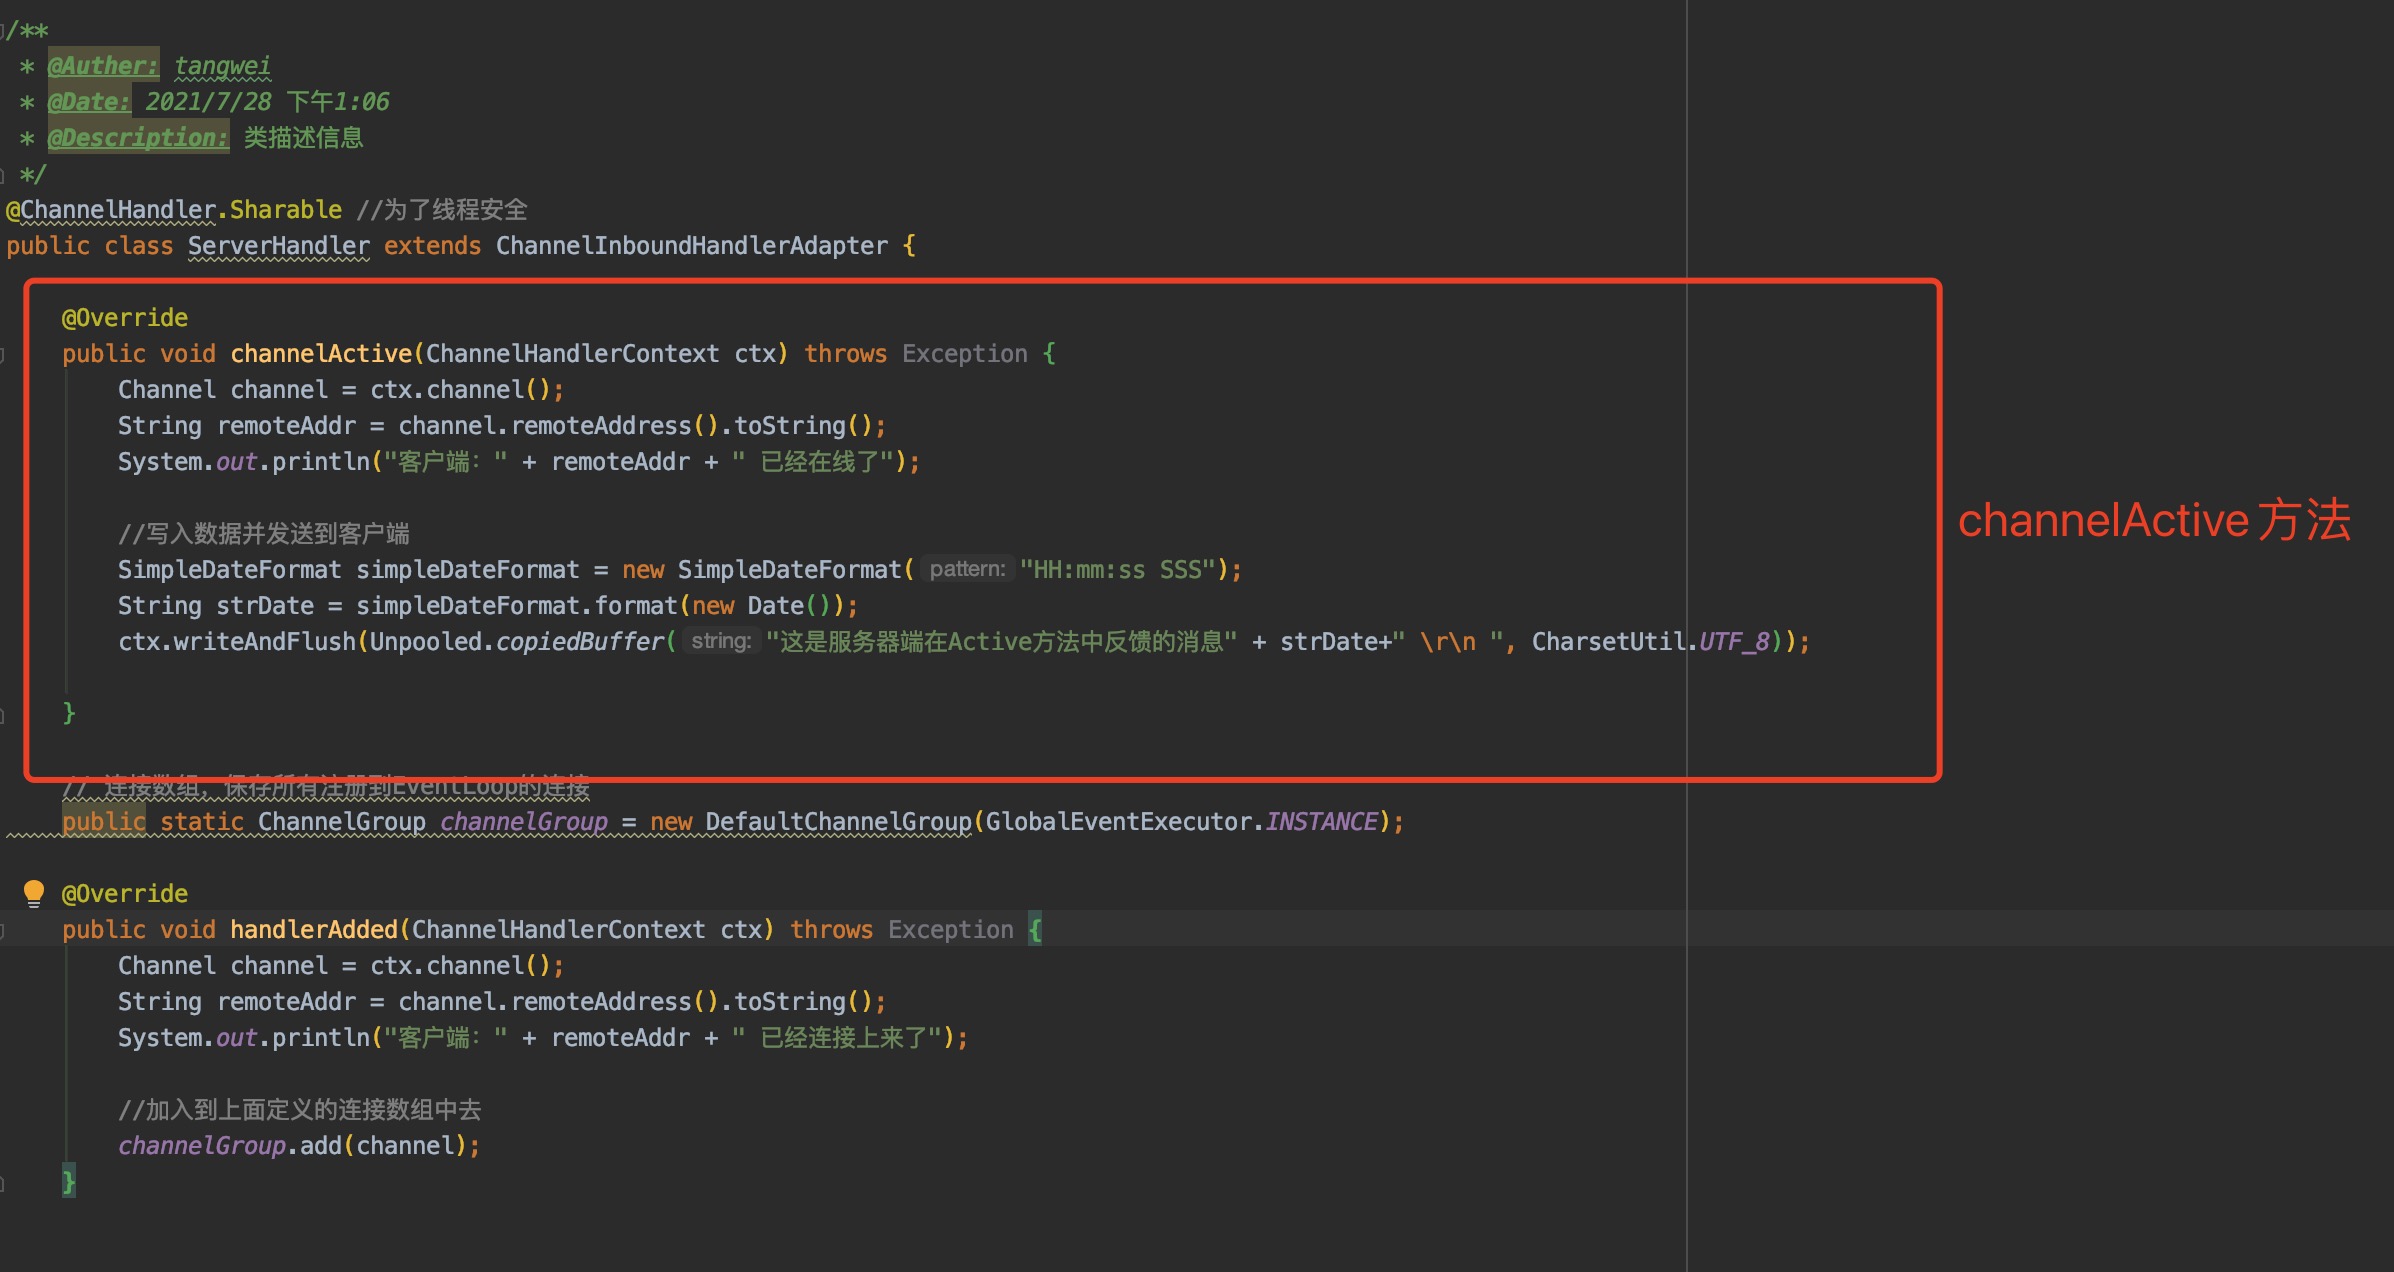 /**
 * @Auther: tangwei
 * @Date: 2021/7/28 下午1:06
 * @Description: 类描述信息
 */
@ChannelHandler.Sharable //为了线程安全
public class ServerHandler extends ChannelInboundHandlerAdapter {
@Override
public void channelActive(ChannelHandlerContext ctx) throws Exception {
Channel channel = ctx.channel();
String remoteAddr = channel.remoteAddress().toString();
System.out.println("客户端：" + remoteAddr + " 已经在线了");
//写入数据并发送到客户端
SimpleDateFormat simpleDateFormat = new SimpleDateFormat( pattern: "HH:mm:ss SSS");
String strDate = simpleDateFormat.format(new Date());
ctx.writeAndFlush(Unpooled.copiedBuffer( string: "这是服务器端在Active方法中反馈的消息" + strDate+" \r\n ", CharsetUtil.UTF_8));
}
channelActive 方法
// 连接数组，保存所有注册到EventLoop的连接
public static ChannelGroup channelGroup = new DefaultChannelGroup(GlobalEventExecutor.INSTANCE);
@Override
public void handlerAdded(ChannelHandlerContext ctx) throws Exception {
Channel channel = ctx.channel();
String remoteAddr = channel.remoteAddress().toString();
System.out.println("客户端：" + remoteAddr + " 已经连接上来了");
//加入到上面定义的连接数组中去
channelGroup.add(channel);
}